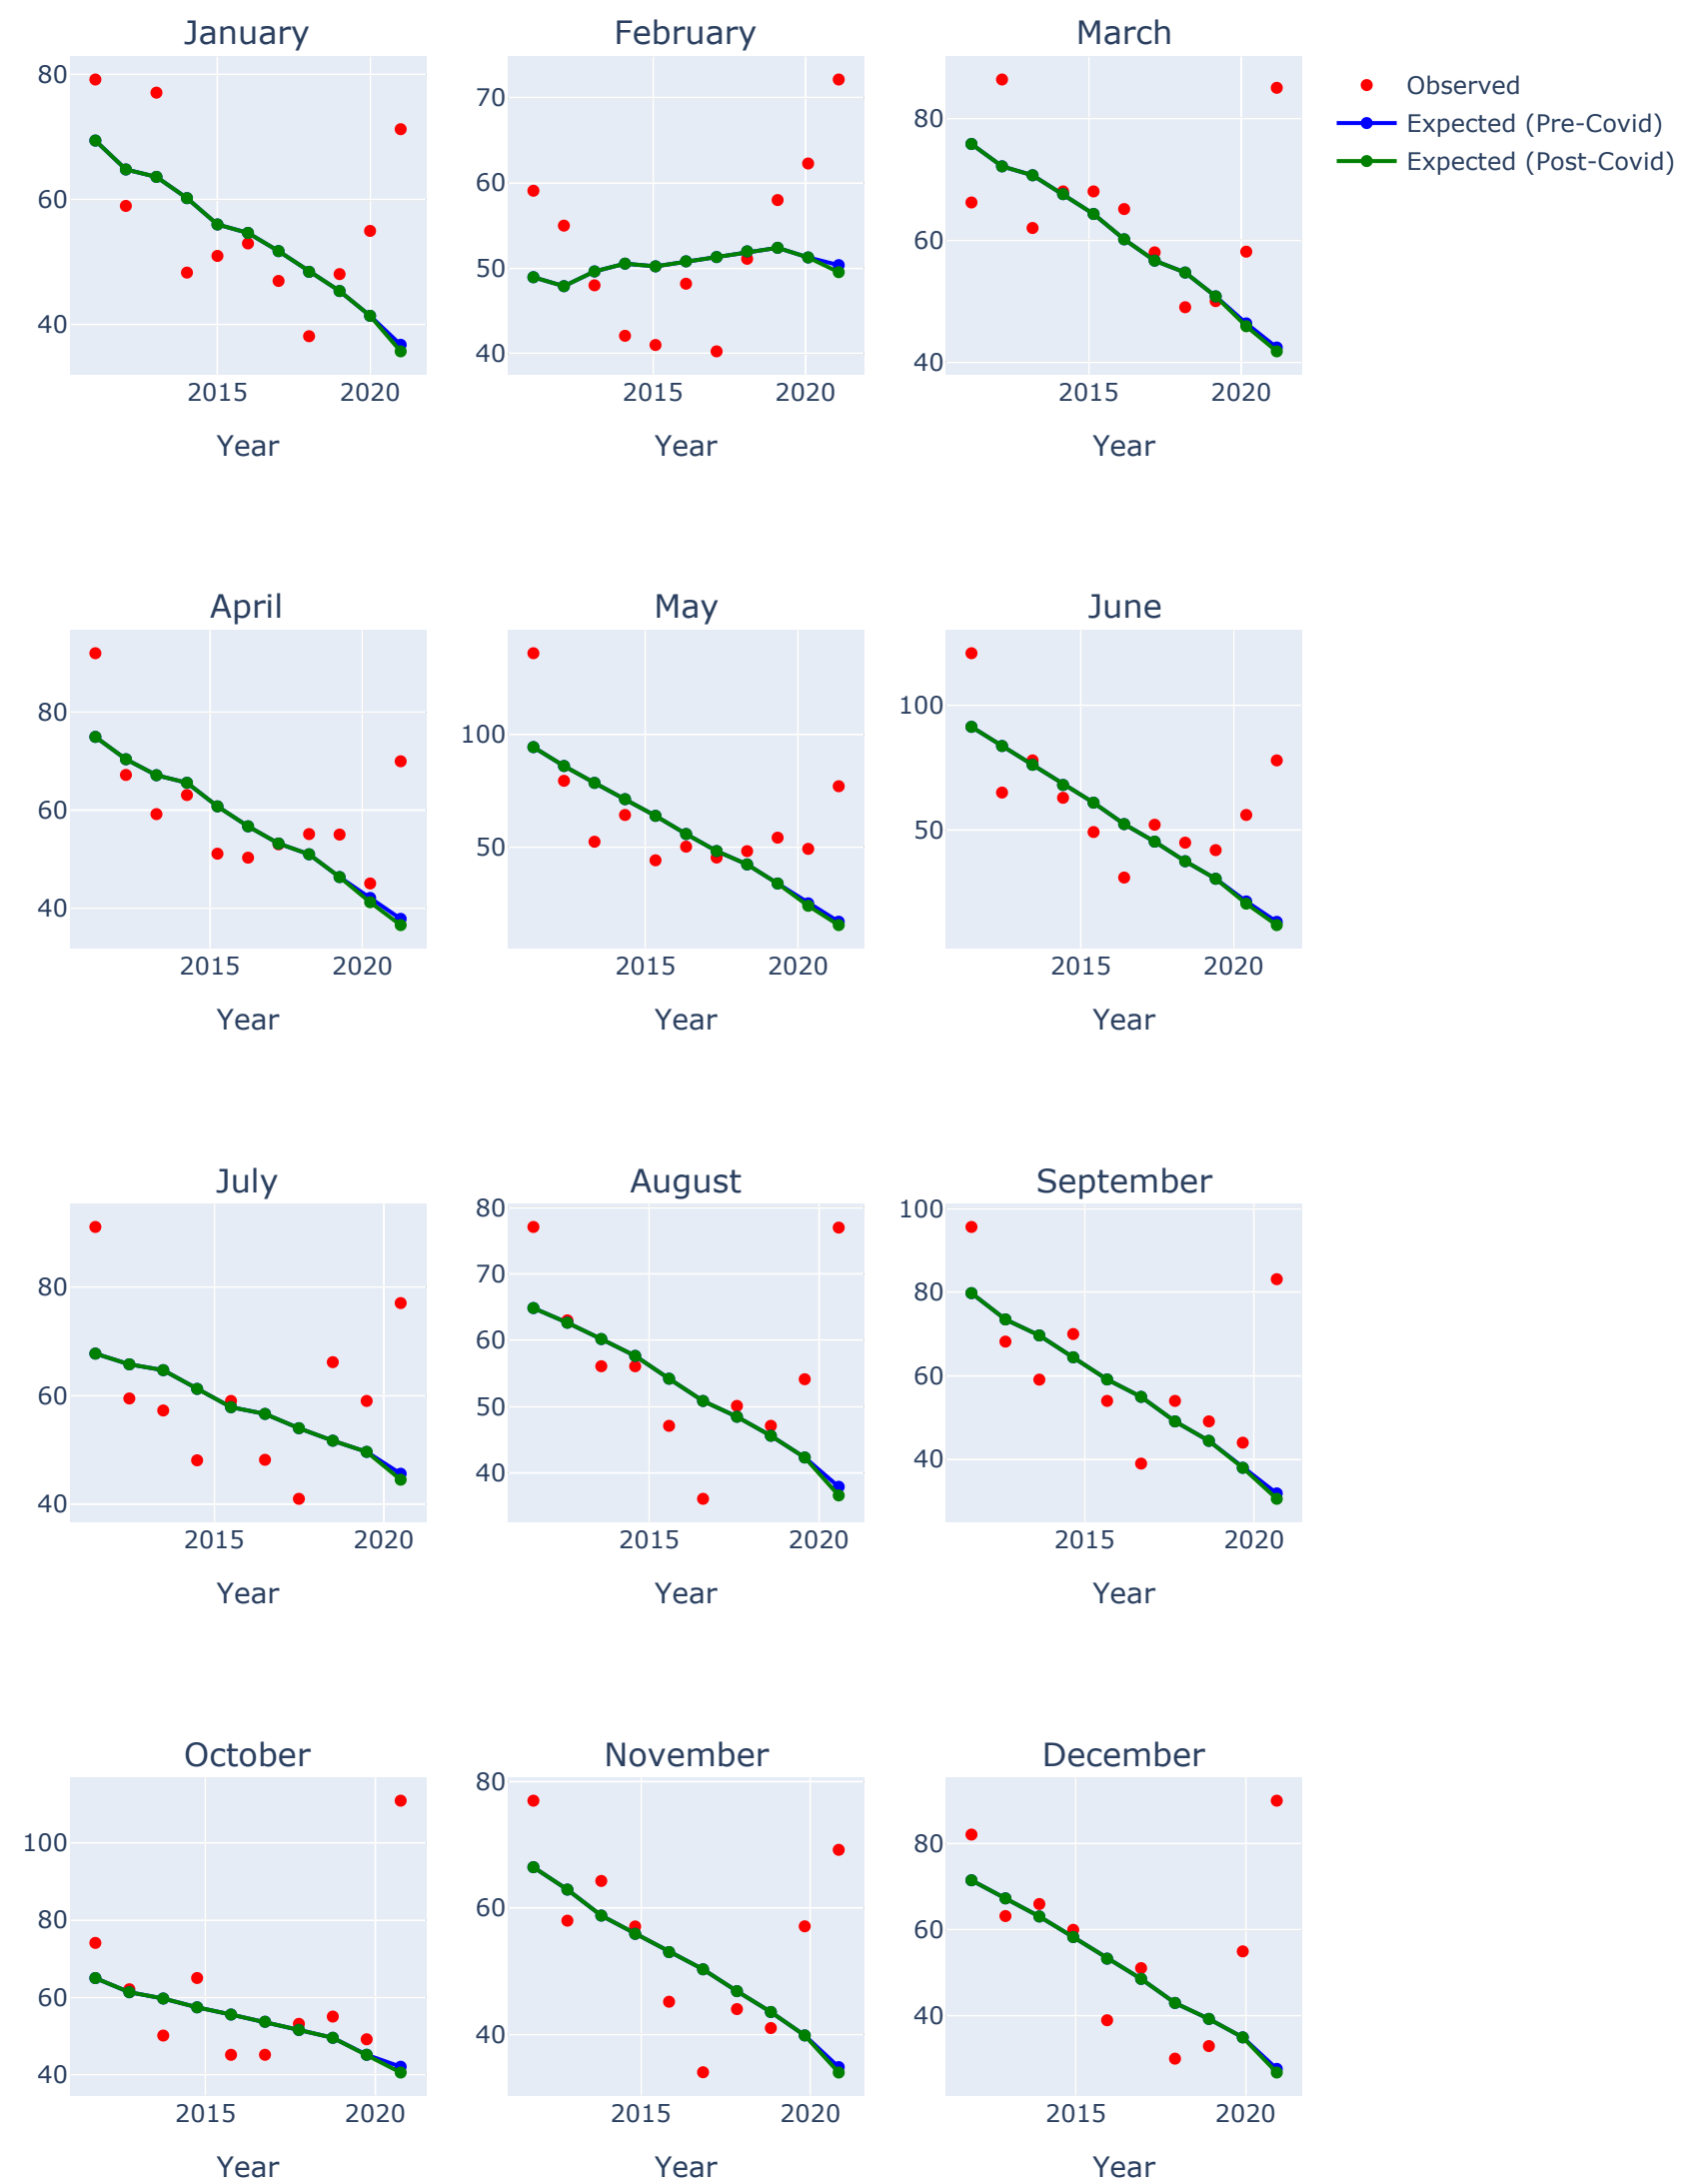 January
February
March
80
60
40
2015
2020
Year
70
60
50
40
2015
2020
Year
80
60
40
2015
2020
Year
Observed
Expected (Pre-Covid)
Expected (Post-Covid)
April
May
June
80
60
40
2015
2020
Year
100
50
2015
2020
Year
100
50
2015
2020
Year
July
August
September
80
60
40
2015
2020
Year
80
70
60
50
40
2015
2020
Year
100
80
60
40
2015
2020
Year
October
November
December
100
80
60
40
2015
2020
Year
80
60
40
2015
2020
Year
80
60
40
2015
2020
Year